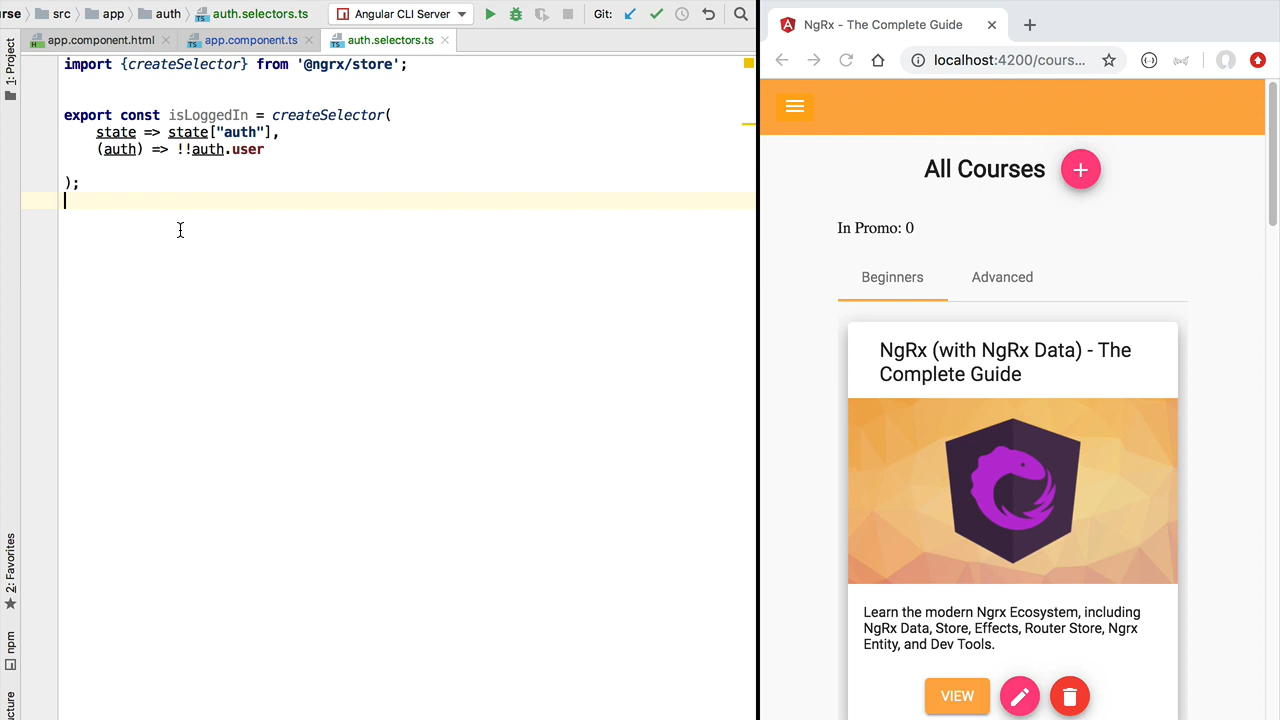 rse
src
app
auth
auth.selectors.ts
Angular CLI Server
Git:
app.component.html
app.component.ts
auth.selectors.ts
1: Project
2: Favorites
npm
cture
import {createSelector} from '@ngrx/store';
export const isLoggedIn = createSelector(
state => state["auth"],
(auth) => !!auth.user
);
NgRx - The Complete Guide
localhost:4200/cours...
All Courses
In Promo: 0
Beginners
Advanced
NgRx (with NgRx Data) - The
Complete Guide
Learn the modern Ngrx Ecosystem, including
NgRx Data, Store, Effects, Router Store, Ngrx
Entity, and Dev Tools.
VIEW